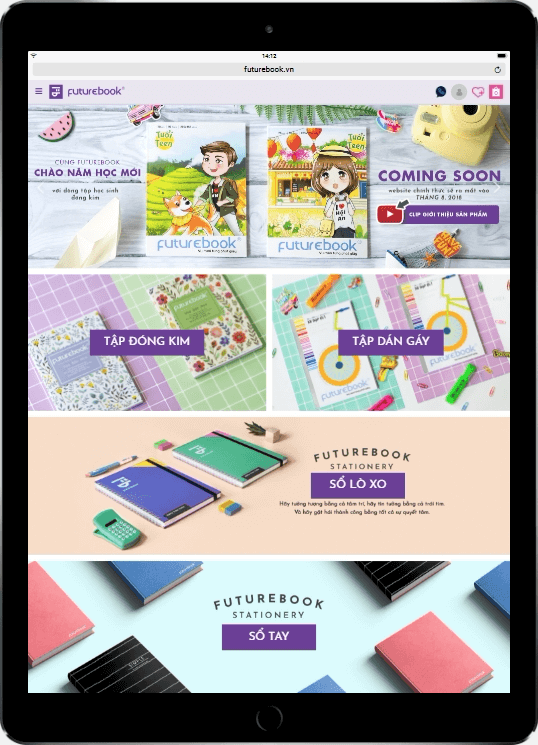 14:12
futurebook.vn
futurebook®
CÙNG FUTUREBOOK
CHÀO NĂM HỌC MỚI
với dòng tập học sinh
đóng kim
Tuổi
Teen
futurebook
Tuổi
Teen
I
HỘI
AN
futurebook
COMING SOON
website chính thức sẽ ra mắt vào
THÁNG 8, 2018
CLIP GIỚI THIỆU SẢN PHẨM
TẬP ĐÓNG KIM
TẬP DÁN GÁY
futurebook
futurebook
FUTUREBOOK
STATIONERY
SỔ LÒ XO
Hãy tưởng tượng bằng cả tâm trí, hãy tin tưởng bằng cả trái tim.
Và hãy gặt hái thành công bằng tất cả sự quyết tâm.
FUTUREBOOK
STATIONERY
SỔ TAY